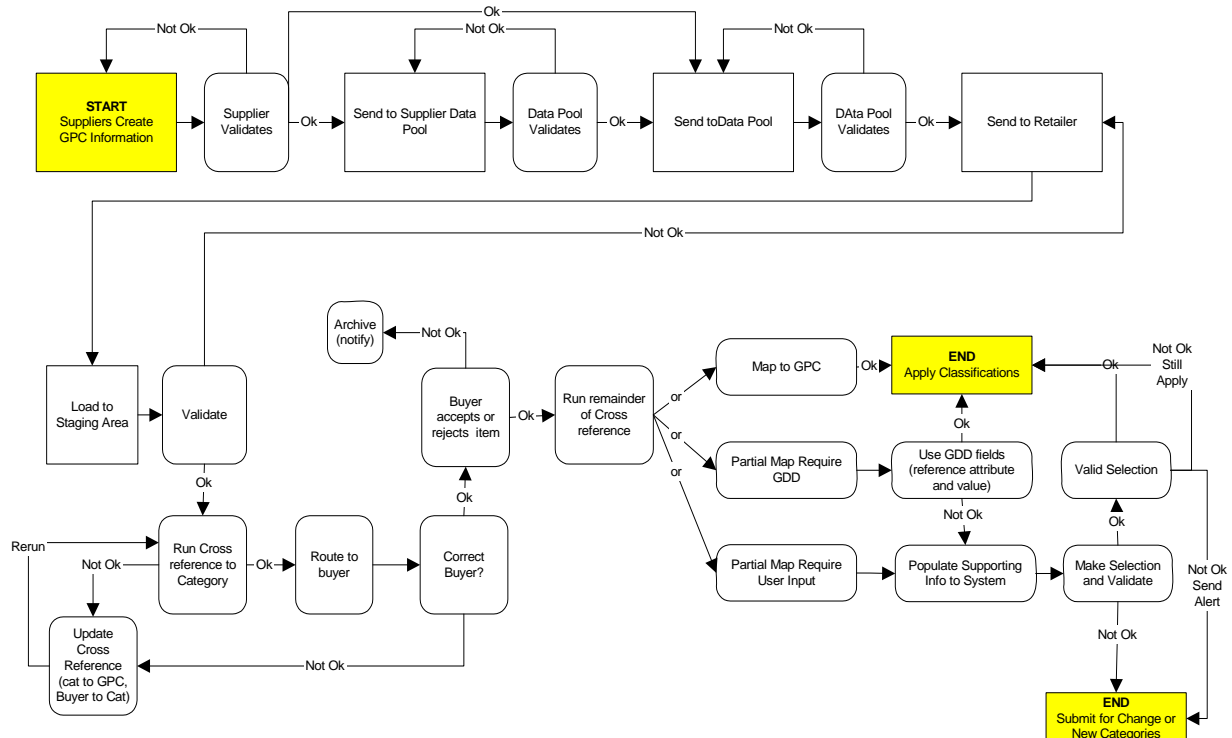 Ok
Not Ok
Not Ok
Not Ok
START
Suppliers Create
GPC Information
Supplier
Validates
Ok
Send to Supplier Data
Pool
Data Pool
Validates
Ok
Send toData Pool
DAta Pool
Validates
Ok
Send to Retailer
Not Ok
Archive
(notify)
Not Ok
Load to
Staging Area
Validate
Buyer
accepts or
rejects item
Ok
Run remainder
of Cross
reference
or
or
or
Map to GPC
Ok
END
Apply Classifications
Ok
Not Ok
Still
Apply
Ok
Partial Map Require
GDD
Use GDD fields
(reference attribute
and value)
Valid Selection
Ok
Ok
Not Ok
Ok
Rerun
Not Ok
Run Cross
reference to
Category
Ok
Route to
buyer
Correct
Buyer?
Partial Map Require
User Input
Populate Supporting
Info to System
Make Selection
and Validate
Not Ok
Send
Alert
Update
Cross
Reference
(cat to GPC,
Buyer to Cat)
Not Ok
Not Ok
END
Submit for Change or
New Categories